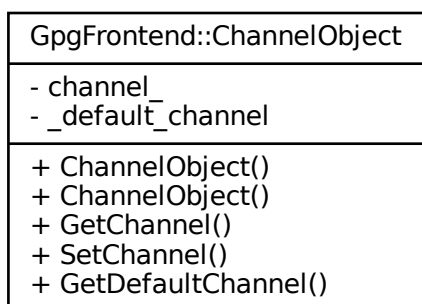 GpgFrontend::ChannelObject
- channel_
- _default_channel
+ ChannelObject()
+ ChannelObject()
+ GetChannel()
+ SetChannel()
+ GetDefaultChannel()